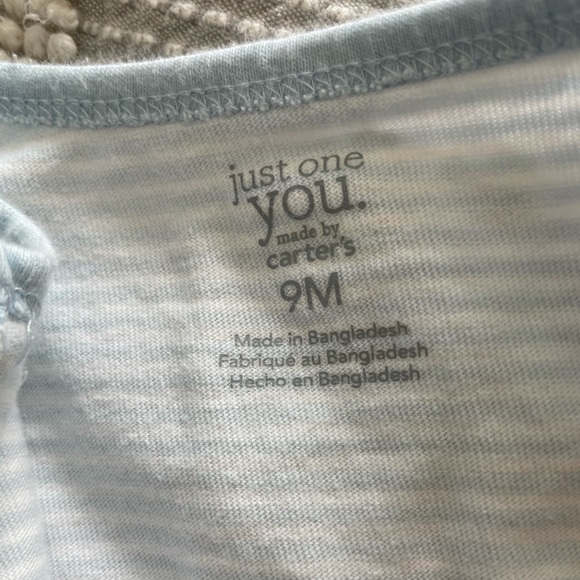 just one
you.
made by
carter's
9M
Made in Bangladesh
Fabriqué au Bangladesh
Hecho en Bangladesh